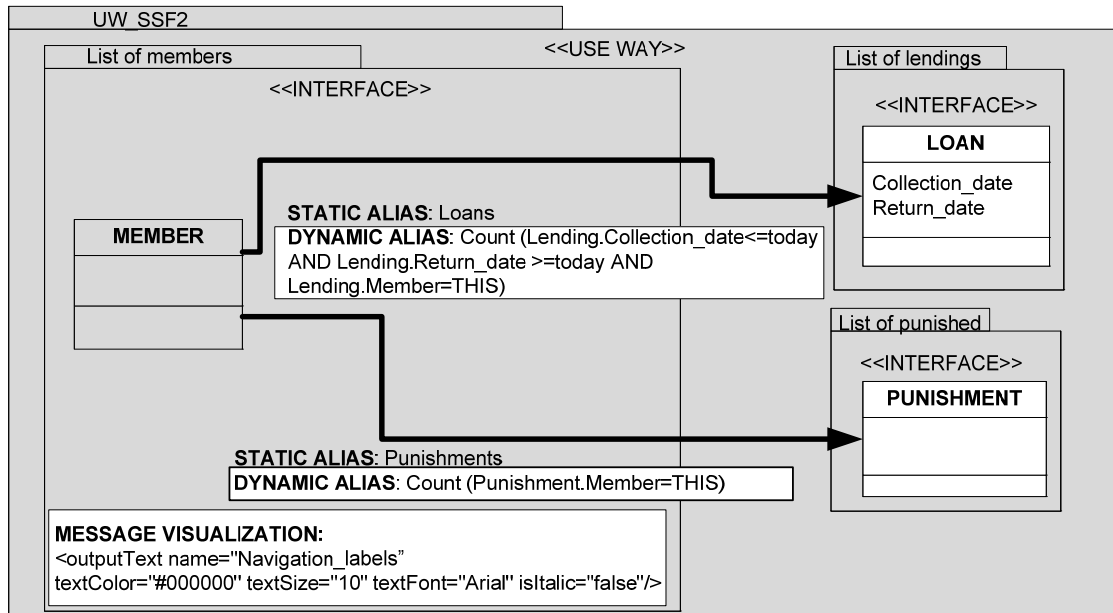 UW_SSF2
<<USE WAY>>
List of members
<<INTERFACE>>
MEMBER
STATIC ALIAS: Loans
DYNAMIC ALIAS: Count (Lending.Collection_date<=today
AND Lending.Return_date >=today AND
Lending.Member=THIS)
STATIC ALIAS: Punishments
DYNAMIC ALIAS: Count (Punishment.Member=THIS)
MESSAGE VISUALIZATION:
<outputText name="Navigation_labels”
textColor="#000000" textSize="10" textFont="Arial" isItalic="false"/>
List of lendings
<<INTERFACE>>
LOAN
Collection_date
Return_date
List of punished
<<INTERFACE>>
PUNISHMENT